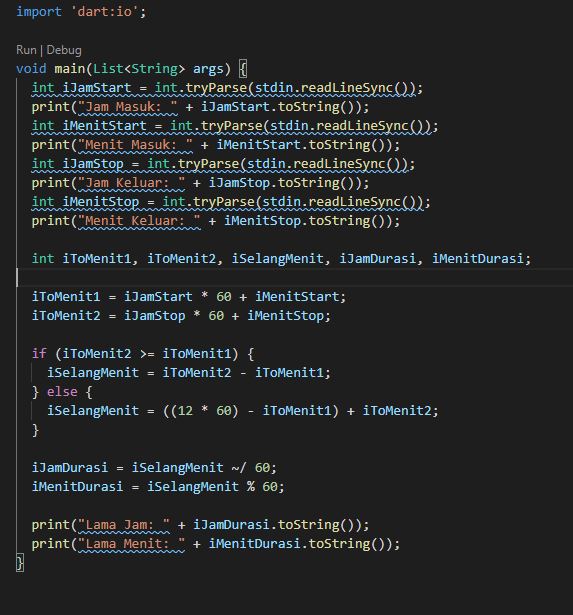 import 'dart:io';
Run | Debug
void main(List<String> args) {
int iJamStart = int.tryParse(stdin.readLineSync());
print("Jam Masuk: " + iJamStart.toString());
int iMenitStart = int.tryParse(stdin.readLineSync());
print("Menit Masuk: " + iMenitStart.toString());
int iJamStop = int.tryParse(stdin.readLineSync());
print("Jam Keluar: " + iJamStop.toString());
int iMenitStop = int.tryParse(stdin.readLineSync());
print("Menit Keluar: " + iMenitStop.toString());
int iToMenit1, iToMenit2, iSelangMenit, iJamDurasi, iMenitDurasi;
iToMenit1 = iJamStart * 60 + iMenitStart;
iToMenit2 = iJamStop * 60 + iMenitStop;
if (iToMenit2 >= iToMenit1) {
iSelangMenit = iToMenit2 - iToMenit1;
} else {
iSelangMenit = ((12 * 60) - iToMenit1) + iToMenit2;
}
iJamDurasi = iSelangMenit ~/ 60;
iMenitDurasi = iSelangMenit % 60;
print("Lama Jam: " + iJamDurasi.toString());
print("Lama Menit: " + iMenitDurasi.toString());
}